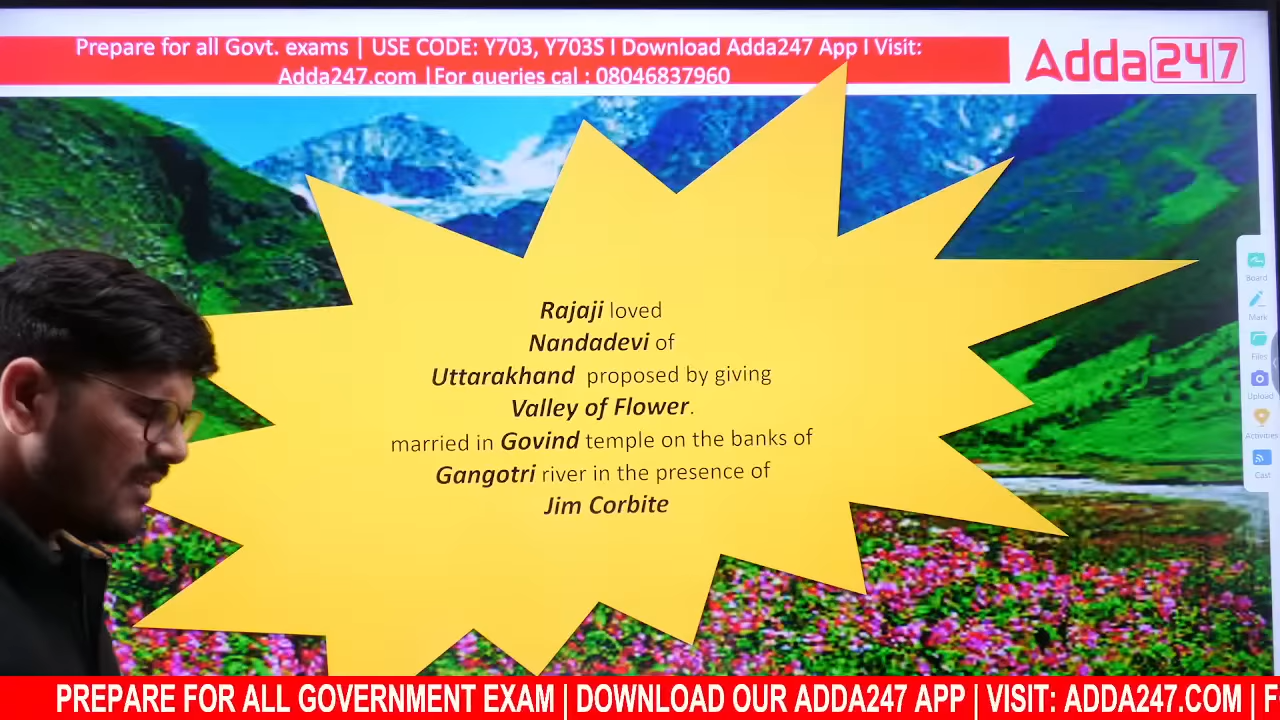 Prepare for all Govt. exams | USE CODE: Y703, Y703S I Download Adda247 App I Visit:
Adda247.com |For queries cal : 08046837960
Adda247
Rajaji loved
Nandadevi of
Uttarakhand proposed by giving
Valley of Flower.
married in Govind temple on the banks of
Gangotri river in the presence of
Jim Corbite
Board
Mark
Files
Upload
Activities
Cast
PREPARE FOR ALL GOVERNMENT EXAM | DOWNLOAD OUR ADDA247 APP | VISIT: ADDA247.COM | F